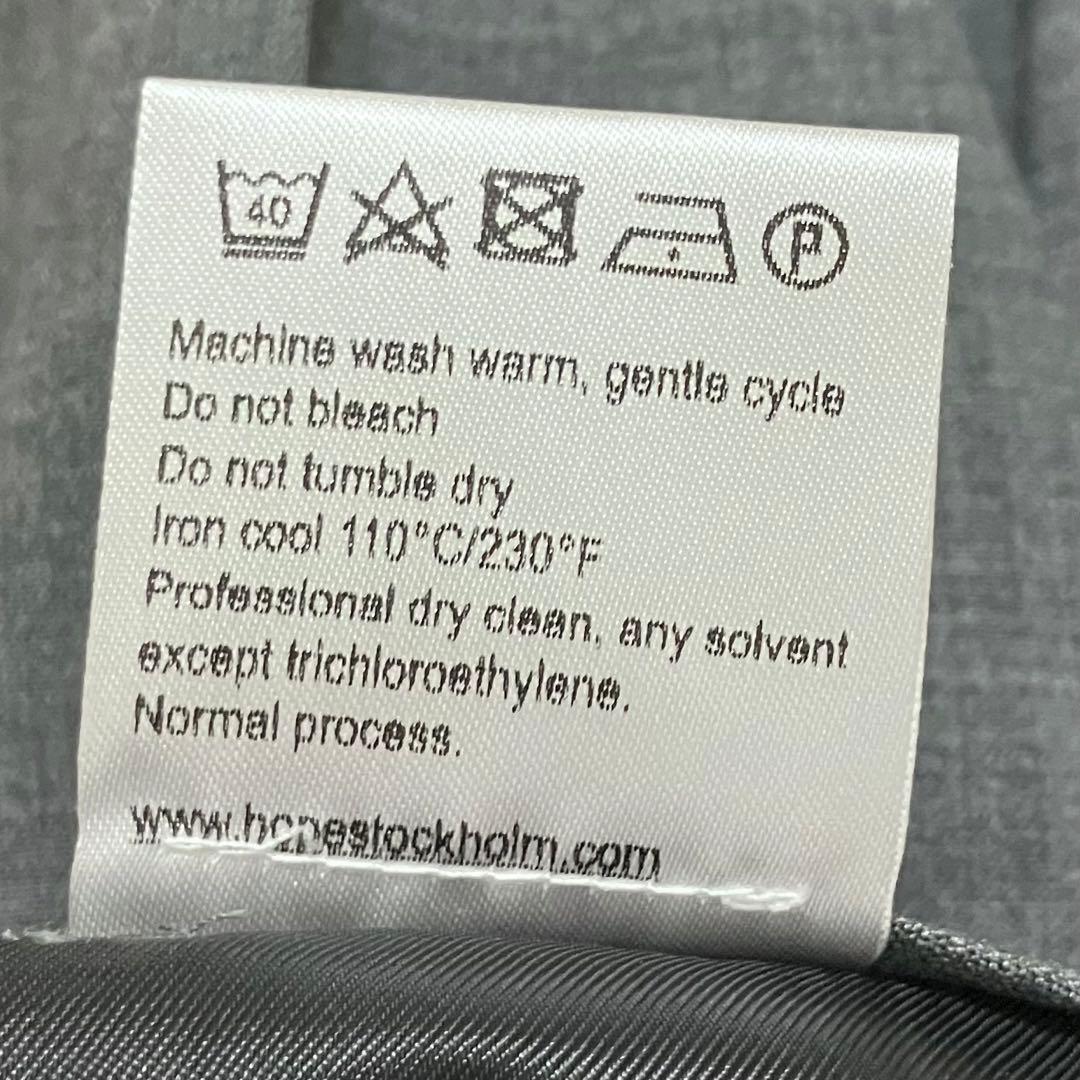 40
P
Machine wash warm, gentle cycle
Do not bleach
Do not tumble dry
Iron cool 110°C/230°F
Professional dry clean, any solvent
except trichloroethylene.
Normal process.
www.hopestockholm.com